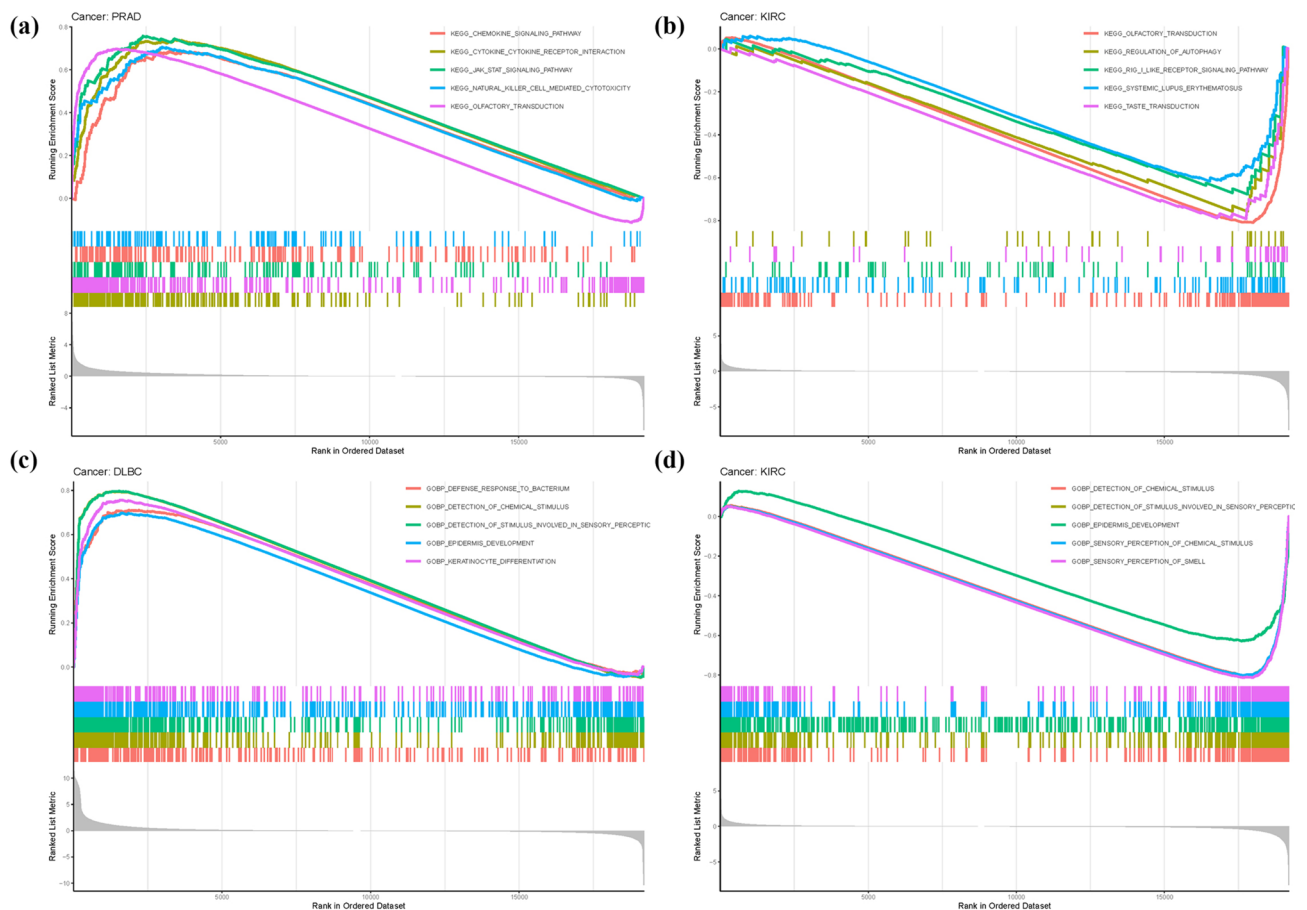 (a)
Cancer: PRAD
KEGG_CHEMOKINE_SIGNALING_PATHWAY
KEGG_CYTOKINE_CYTOKINE_RECEPTOR_INTERACTION
KEGG_JAK_STAT_SIGNALING_PATHWAY
KEGG_NATURAL_KILLER_CELL_MEDIATED_CYTOTOXICITY
KEGG_OLFACTORY_TRANSDUCTION
Running Enrichment Score
0.8
0.6
0.4
0.2
0.0
Ranked List Metric
8
4
0
−4
5000
10000
15000
Rank in Ordered Dataset
(b)
Cancer: KIRC
KEGG_OLFACTORY_TRANSDUCTION
KEGG_REGULATION_OF_AUTOPHAGY
KEGG_RIG_I_LIKE_RECEPTOR_SIGNALING_PATHWAY
KEGG_SYSTEMIC_LUPUS_ERYTHEMATOSUS
KEGG_TASTE_TRANSDUCTION
Running Enrichment Score
0.0
−0.2
−0.4
−0.6
−0.8
Ranked List Metric
5
0
−5
5000
10000
15000
Rank in Ordered Dataset
(c)
Cancer: DLBC
GOBP_DEFENSE_RESPONSE_TO_BACTERIUM
GOBP_DETECTION_OF_CHEMICAL_STIMULUS
GOBP_DETECTION_OF_STIMULUS_INVOLVED_IN_SENSORY_PERCEPTIC
GOBP_EPIDERMIS_DEVELOPMENT
GOBP_KERATINOCYTE_DIFFERENTIATION
Running Enrichment Score
0.8
0.6
0.4
0.2
0.0
Ranked List Metric
10
5
0
−5
−10
5000
10000
15000
Rank in Ordered Dataset
(d)
Cancer: KIRC
GOBP_DETECTION_OF_CHEMICAL_STIMULUS
GOBP_DETECTION_OF_STIMULUS_INVOLVED_IN_SENSORY_PERCEPTIC
GOBP_EPIDERMIS_DEVELOPMENT
GOBP_SENSORY_PERCEPTION_OF_CHEMICAL_STIMULUS
GOBP_SENSORY_PERCEPTION_OF_SMELL
Running Enrichment Score
0.0
−0.2
−0.4
−0.6
−0.8
Ranked List Metric
5
0
−5
5000
10000
15000
Rank in Ordered Dataset